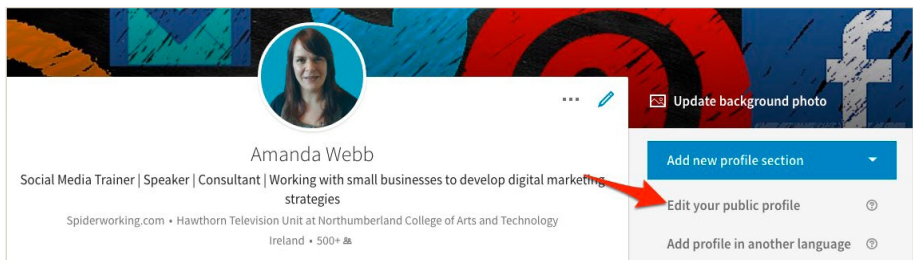 Update background photo
Amanda Webb
Social Media Trainer | Speaker | Consultant | Working with small businesses to develop digital marketing
strategies
Spiderworking.com • Hawthorn Television Unit at Northumberland College of Arts and Technology
Ireland • 500+
Add new profile section
Edit your public profile
Add profile in another language